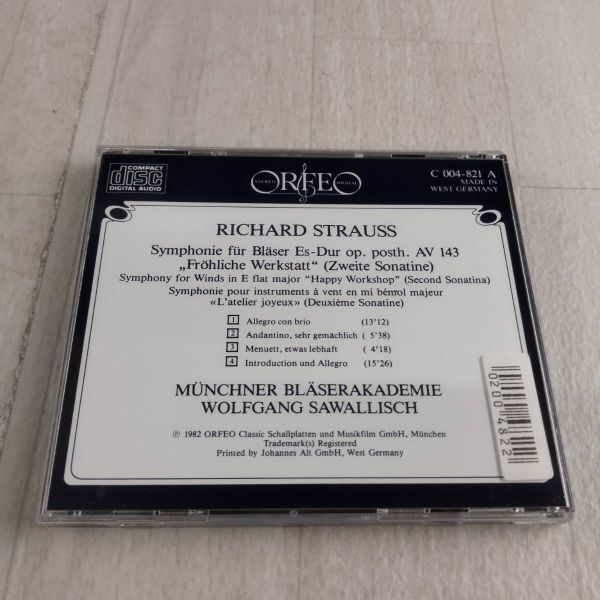 COMPACT
disc
DIGITAL AUDIO
STEREO ORFEO DIGITAL
C 004-821 A
MADE IN
WEST GERMANY
RICHARD STRAUSS
Symphonie für Bläser Es-Dur op. posth. AV 143
„Fröhliche Werkstatt“ (Zweite Sonatine)
Symphony for Winds in E flat major “Happy Workshop” (Second Sonatina)
Symphonie pour instruments à vent en mi bémol majeur
«L'atelier joyeux» (Deuxième Sonatine)
1 Allegro con brio (13'12)
2 Andantino, sehr gemächlich ( 5'38)
3 Menuett, etwas lebhaft ( 4'18)
4 Introduction und Allegro (15'26)
MÜNCHNER BLÄSERAKADEMIE
WOLFGANG SAWALLISCH
℗ 1982 ORFEO Classic Schallplatten und Musikfilm GmbH, München
Trademark(s) Registered
Printed by Johannes Alt GmbH, West Germany
02004822